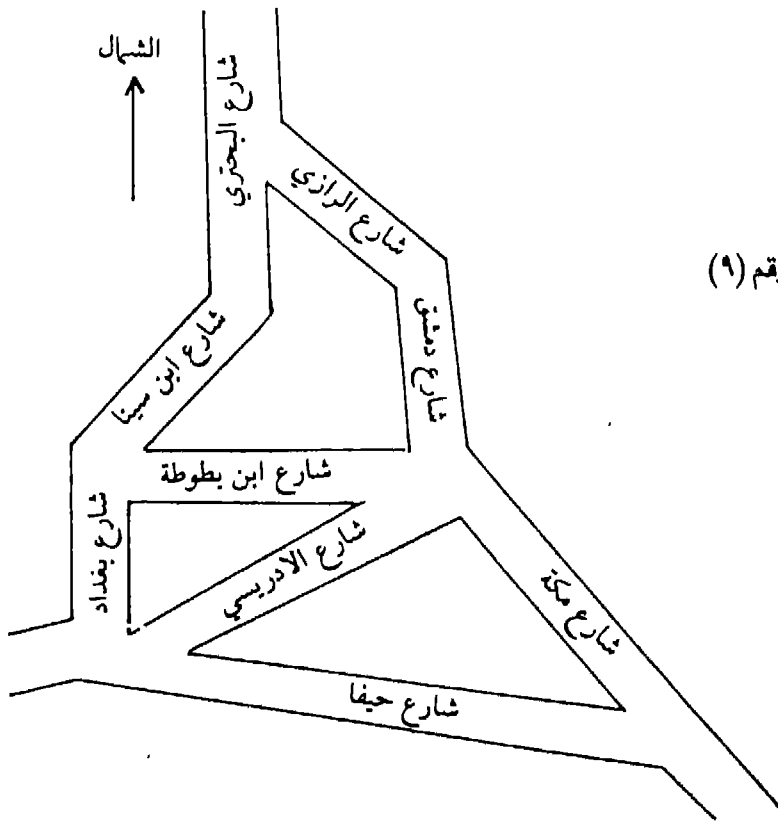 الشمال
شارع البحتري
شارع الرازي
قم (٩)
شارع دمشق
شارع ابن سينا
شارع ابن بطوطة
شارع بغداد
شارع الادريسي
شارع مكة
شارع حيفا